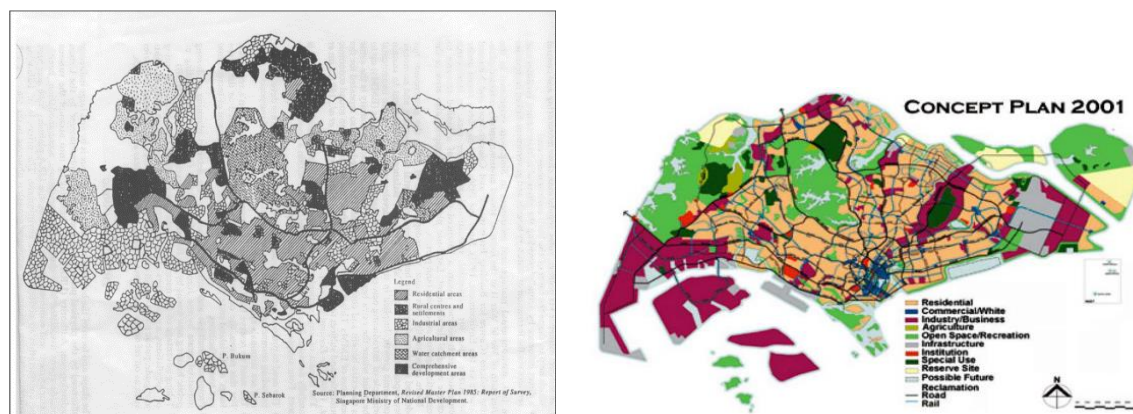 P. Bukum
P. Sebarok
Legend
Residential areas
Rural centres and
settlements
Industrial areas
Agricultural areas
Water catchment areas
Comprehensive
development areas
Source: Planning Department, Revised Master Plan 1985: Report of Survey,
Singapore Ministry of National Development.
CONCEPT PLAN 2001
Residential
Commercial/White
Industry/Business
Agriculture
Open Space/Recreation
Infrastructure
Institution
Special Use
Reserve Site
Possible Future
Reclamation
Road
Rail
N